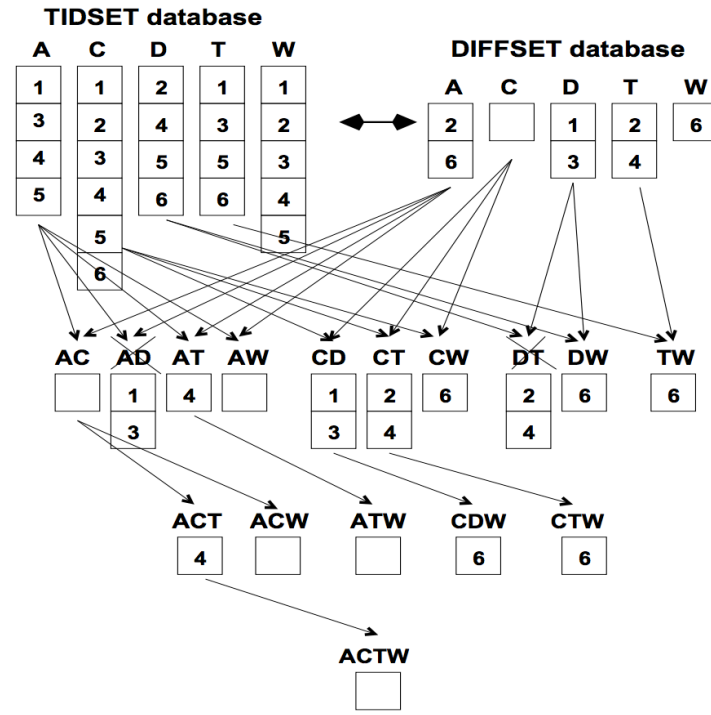 TIDSET database
DIFFSET database
A C D T W
A C D T W
1 1 2 1 1
3 2 4 3 2
4 3 5 5 3
5 4 6 6 4
5 5
6
2 1 2 6
6 3 4
AC AD AT AW CD CT CW DT DW TW
1 4 1 2 6 2 6 6
3 3 4 4
ACT ACW ATW CDW CTW
4 6 6
ACTW